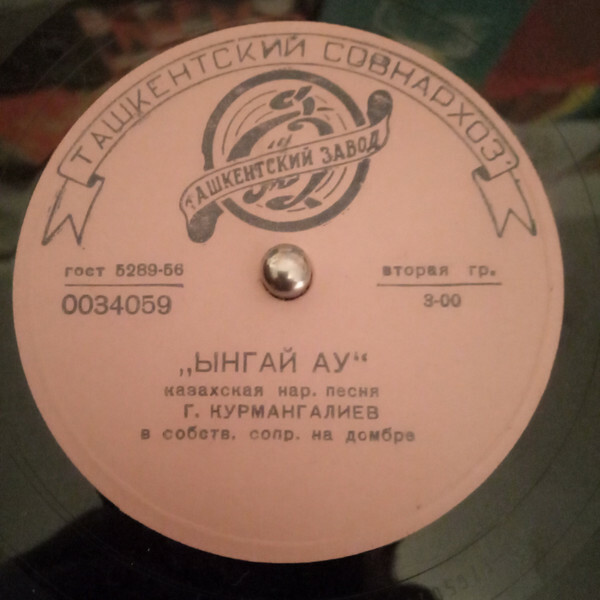 ТАШКЕНТСКИЙ СОВНАРХОЗ
ТАШКЕНТСКИЙ ЗАВОД
гост 5289-56
0034059
вторая гр.
3-00
„ЫНГАЙ АУ“
казахская нар. песня
Г. КУРМАНГАЛИЕВ
в собств. сопр. на домбре